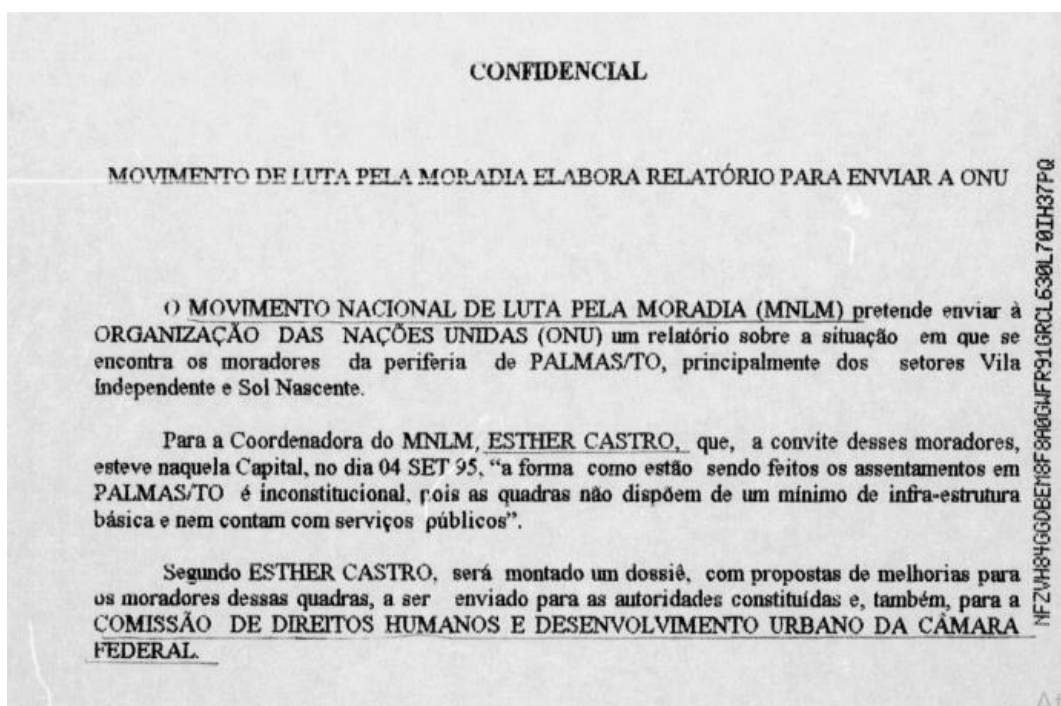 CONFIDENCIAL
MOVIMENTO DE LUTA PELA MORADIA ELABORA RELATÓRIO PARA ENVIAR A ONU
O MOVIMENTO NACIONAL DE LUTA PELA MORADIA (MNLM) pretende enviar à
ORGANIZAÇÃO DAS NAÇÕES UNIDAS (ONU) um relatório sobre a situação em que se
encontra os moradores da periferia de PALMAS/TO, principalmente dos setores Vila
Independente e Sol Nascente.
Para a Coordenadora do MNLM, ESTHER CASTRO, que, a convite desses moradores,
esteve naquela Capital, no dia 04 SET 95, “a forma como estão sendo feitos os assentamentos em
PALMAS/TO é inconstitucional, pois as quadras não dispõem de um mínimo de infra-estrutura
básica e nem contam com serviços públicos”.
Segundo ESTHER CASTRO, será montado um dossiê, com propostas de melhorias para
os moradores dessas quadras, a ser enviado para as autoridades constituídas e, também, para a
COMISSÃO DE DIREITOS HUMANOS E DESENVOLVIMENTO URBANO DA CÂMARA
FEDERAL.